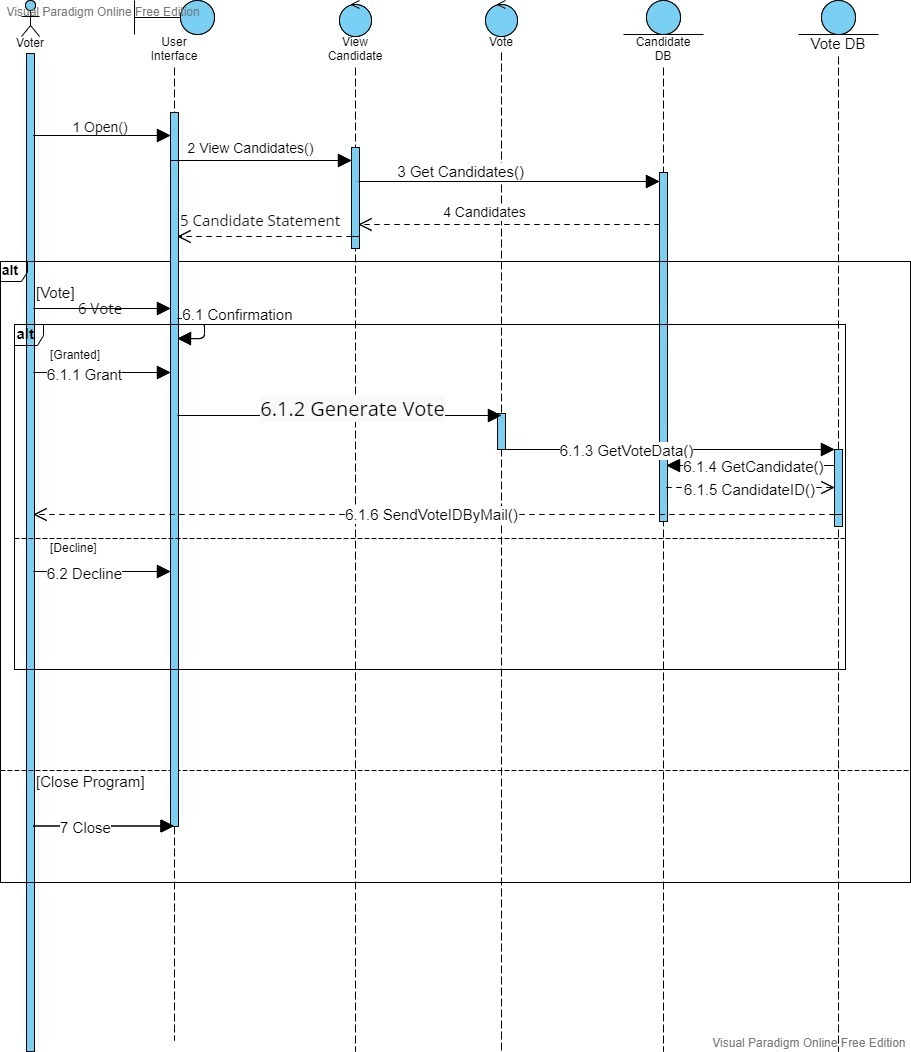 Visual Paradigm Online Free Edition
Voter
User
Interface
View
Candidate
Vote
Candidate
DB
Vote DB
1 Open()
2 View Candidates()
3 Get Candidates()
4 Candidates
5 Candidate Statement
alt
[Vote]
6 Vote
6.1 Confirmation
alt
[Granted]
6.1.1 Grant
6.1.2 Generate Vote
6.1.3 GetVoteData()
6.1.4 GetCandidate()
6.1.5 CandidateID()
6.1.6 SendVoteIDByMail()
[Decline]
6.2 Decline
[Close Program]
7 Close
Visual Paradigm Online Free Edition